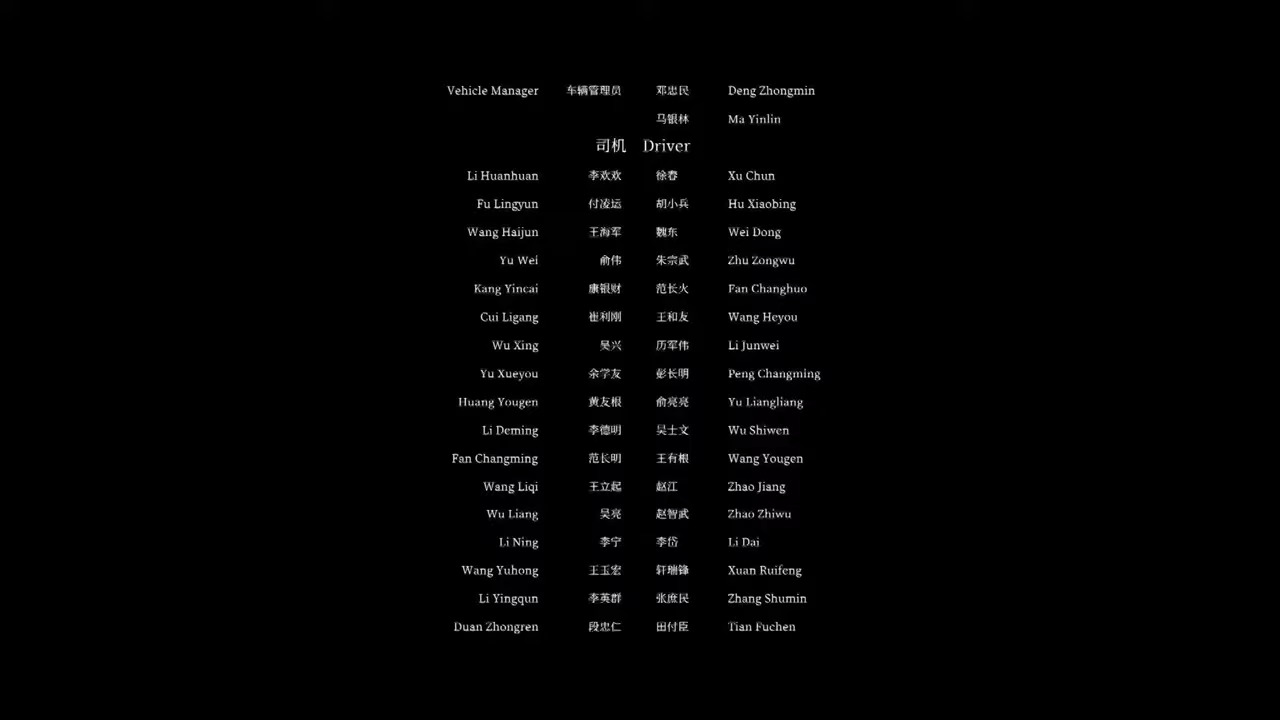 Vehicle Manager 车辆管理员 邓忠民 Deng Zhongmin
马银林 Ma Yinlin
司机 Driver
Li Huanhuan 李欢欢 徐春 Xu Chun
Fu Lingyun 付凌运 胡小兵 Hu Xiaobing
Wang Haijun 王海军 魏东 Wei Dong
Yu Wei 俞伟 朱宗武 Zhu Zongwu
Kang Yincai 康银财 范长火 Fan Changhuo
Cui Ligang 崔利刚 王和友 Wang Heyou
Wu Xing 吴兴 历军伟 Li Junwei
Yu Xueyou 余学友 彭长明 Peng Changming
Huang Yougen 黄友根 俞亮亮 Yu Liangliang
Li Deming 李德明 吴士文 Wu Shiwen
Fan Changming 范长明 王有根 Wang Yougen
Wang Liqi 王立起 赵江 Zhao Jiang
Wu Liang 吴亮 赵智武 Zhao Zhiwu
Li Ning 李宁 李岱 Li Dai
Wang Yuhong 王玉宏 轩瑞锋 Xuan Ruifeng
Li Yingqun 李英群 张庶民 Zhang Shumin
Duan Zhongren 段忠仁 田付臣 Tian Fuchen